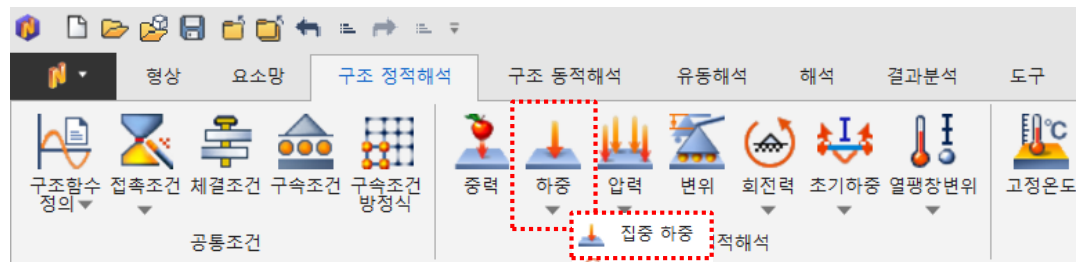 형상 요소망 구조 정적해석 구조 동적해석 유동해석 해석 결과분석 도구
구조함수 정의 접촉조건 체결조건 구속조건 구속조건 방정식 중력 하중 압력 변위 회전력 초기하중 열팽창변위 고정온도
집중 하중
공통조건 적해석